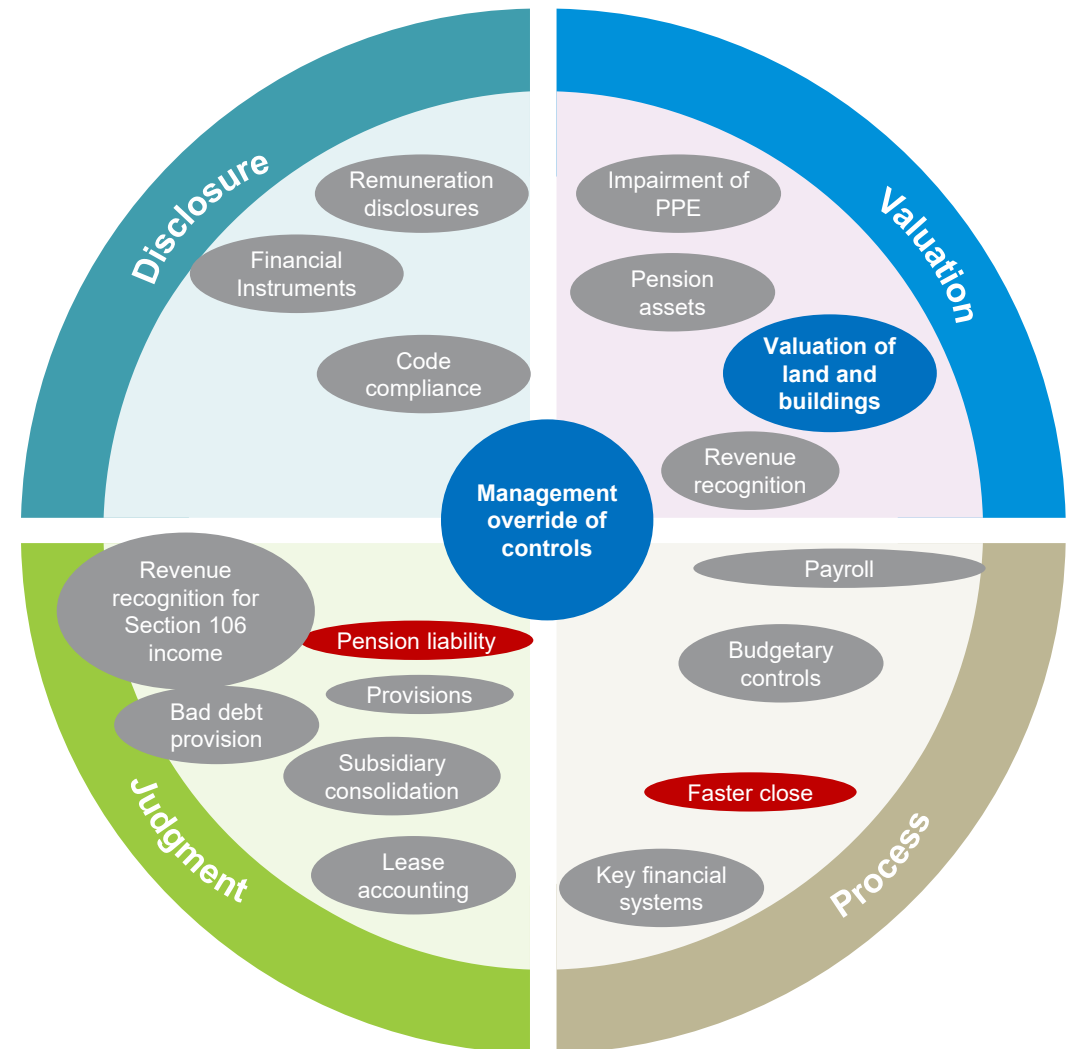 Disclosure
Remuneration
disclosures
Financial
Instruments
Code
compliance
Valuation
Impairment of
PPE
Pension
assets
Valuation of
land and
buildings
Revenue
recognition
Management
override of
controls
Judgment
Revenue
recognition for
Section 106
income
Pension liability
Provisions
Bad debt
provision
Subsidiary
consolidation
Lease
accounting
Process
Payroll
Budgetary
controls
Faster close
Key financial
systems